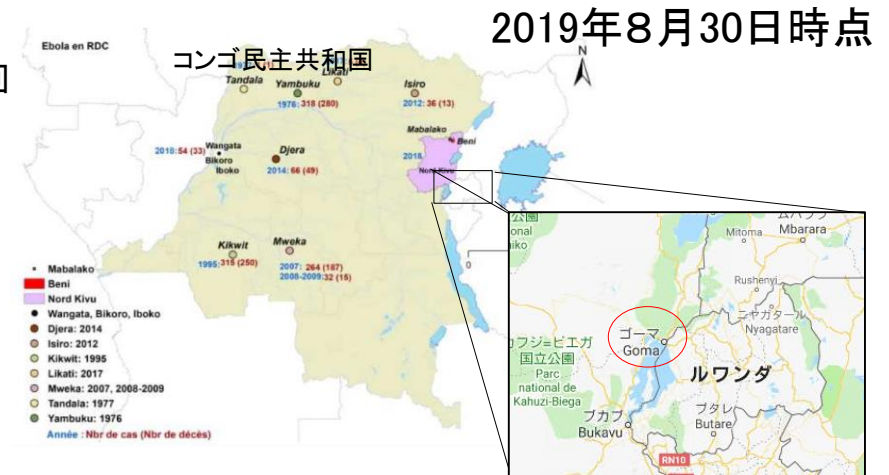 2019年８月30日時点
Ebola en RDC
コンゴ民主共和国
N
Tandala
Yambuku
Likati
Isiro
1976: 318 (280)
2012: 36 (13)
Mabalako
Beni
2018:
Nord Kivu
2018: 54 (33)
Wangata
Bikoro
Iboko
Djera
2014: 66 (49)
Kikwit
1995: 315 (250)
Mweka
2007: 264 (187)
2008-2009: 32 (15)
0
Mabalako
Beni
Nord Kivu
Wangata, Bikoro, Iboko
Djera: 2014
Isiro: 2012
Kikwit: 1995
Likati: 2017
Mweka: 2007, 2008-2009
Tandala: 1977
Yambuku: 1976
Année : Nbr de cas (Nbr de décès)
Mitoma
Mbarara
Rushenyi
ニャガタール
Nyagatare
ゴーマ
Goma
カフジ=ビエガ
国立公園
Parc
national de
Kahuzi-Biega
ルワンダ
ブカブ
Bukavu
ブタレ
Butare
RN10